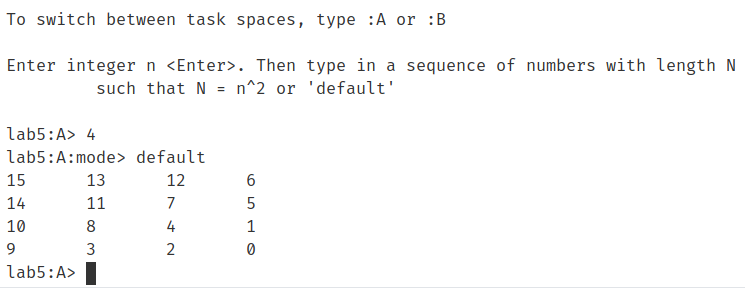 To switch between task spaces, type :A or :B
Enter integer n <Enter>. Then type in a sequence of numbers with length N
such that N = n^2 or 'default'
lab5:A> 4
lab5:A:mode> default
15 13 12 6
14 11 7 5
10 8 4 1
9 3 2 0
lab5:A>